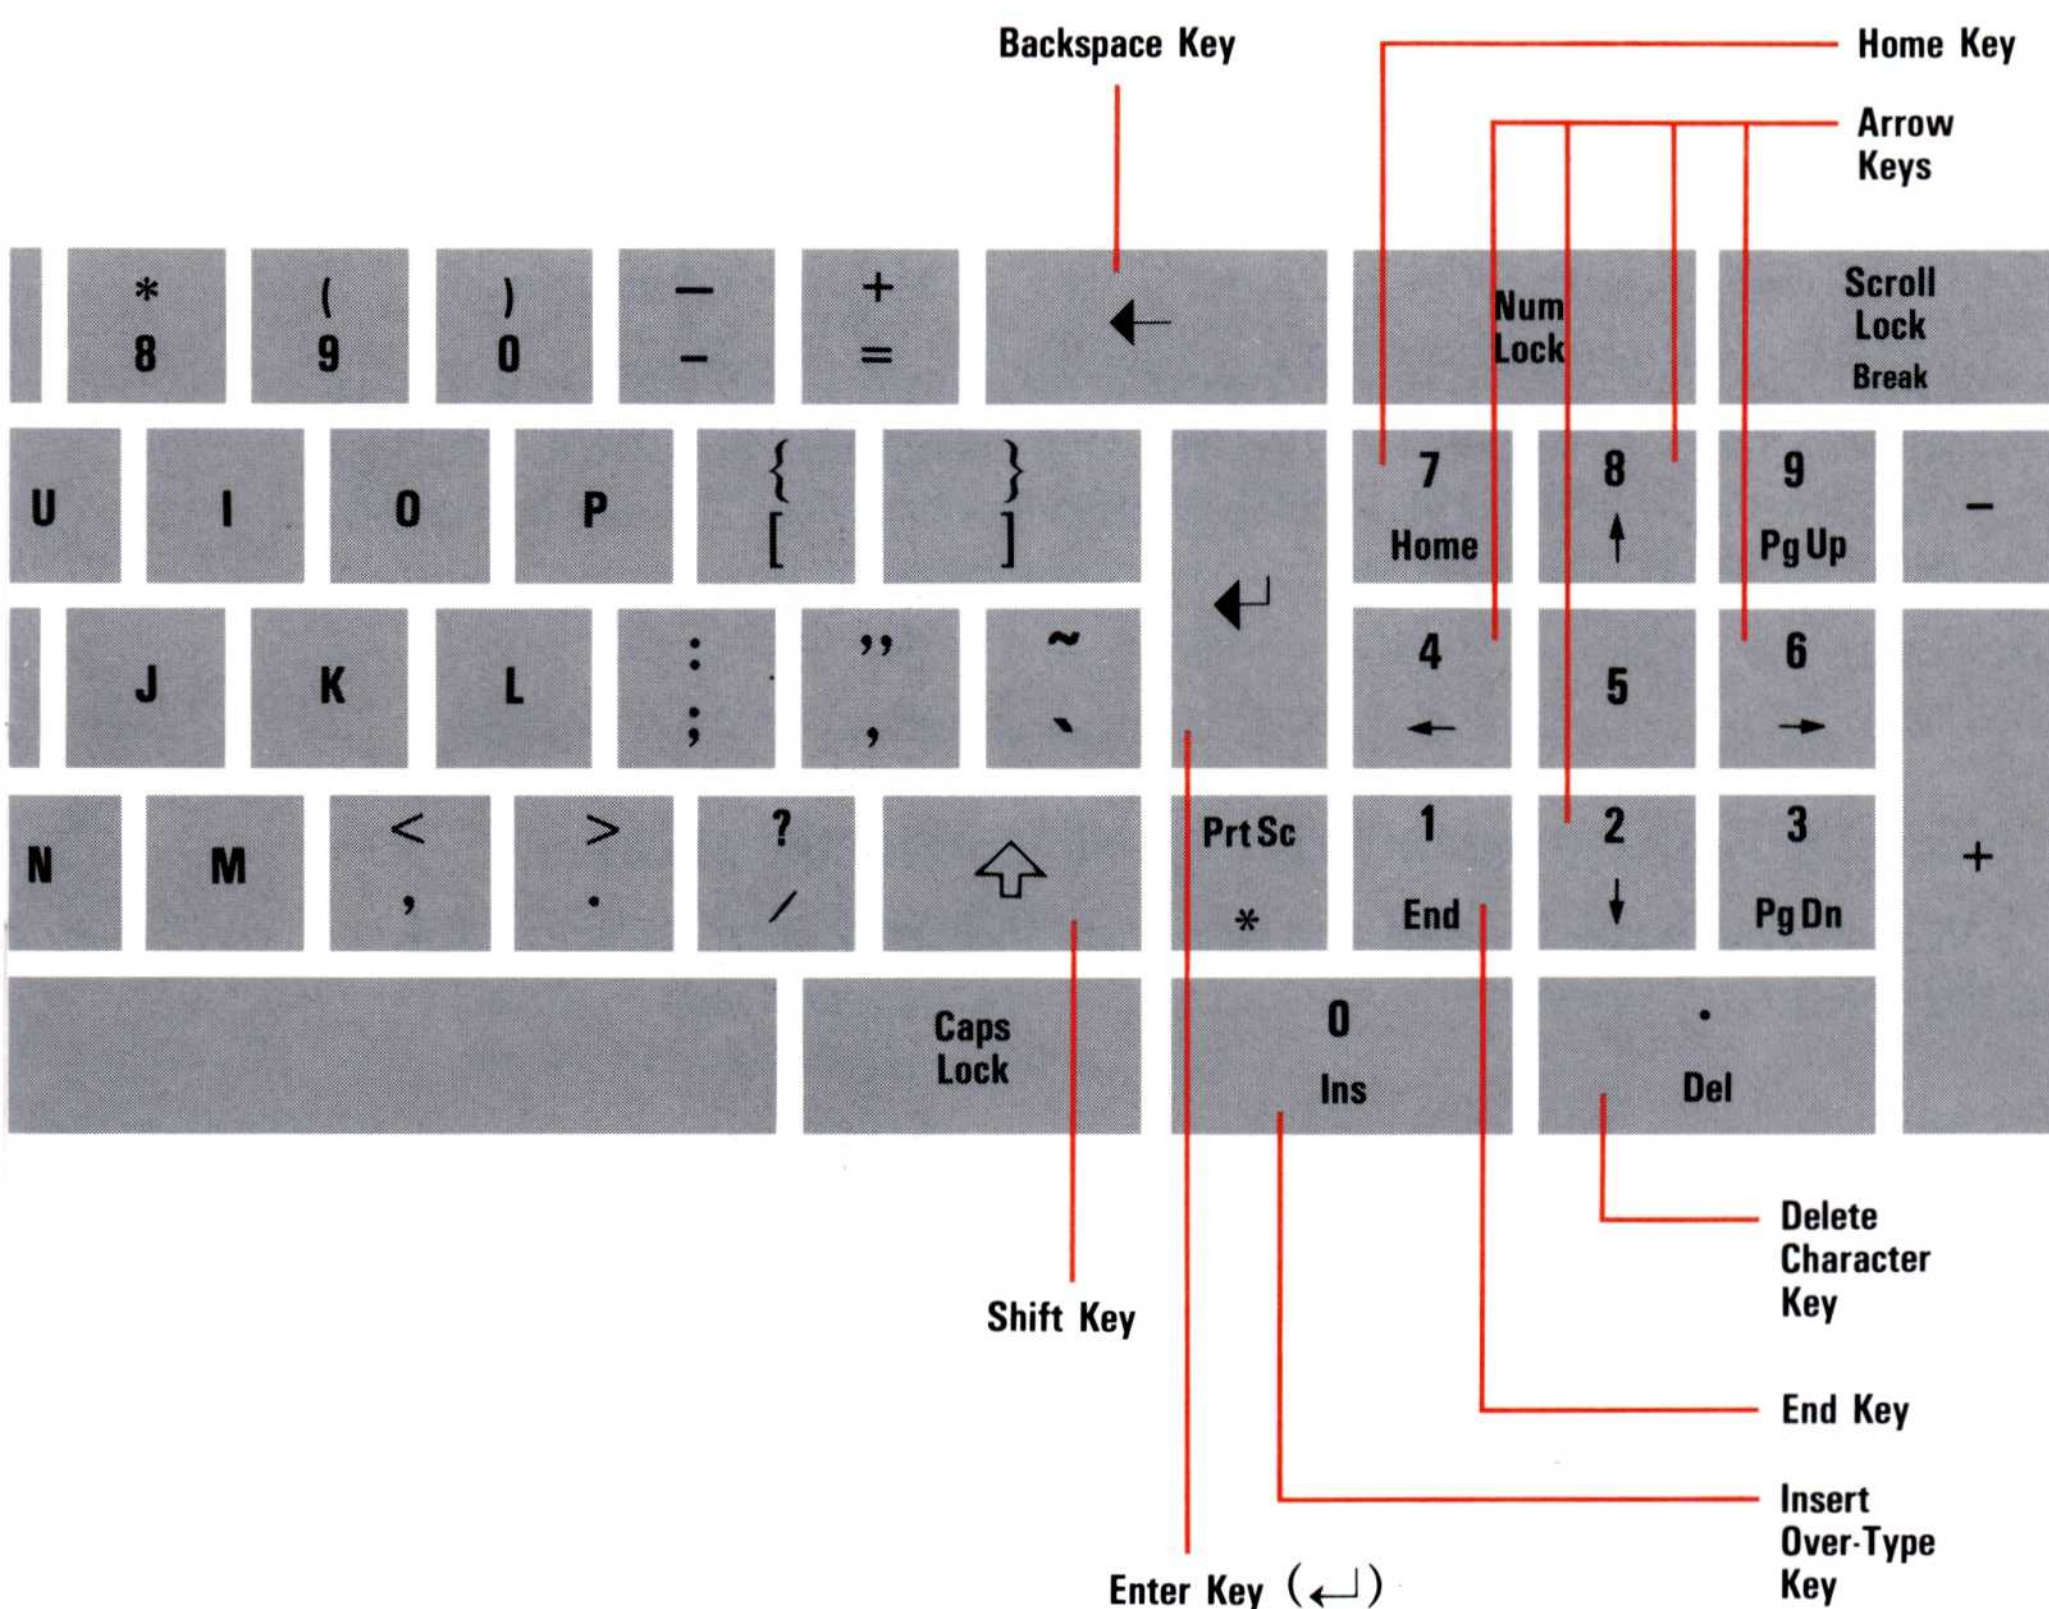 Backspace Key
Home Key
Arrow
Keys
* ( ) — + ← Num Scroll
8 9 0 - = Lock Lock
Break
U I O P { } 7 8 9 -
[ ] ↵ Home ↑ Pg Up
J K L : ” ~ 4 5 6
; ’ ` ← →
N M < > ? ⇧ Prt Sc 1 2 3 +
, . / * End ↓ Pg Dn
Caps 0 .
Lock Ins Del
Delete
Character
Key
Shift Key
End Key
Insert
Over-Type
Key
Enter Key (↵)